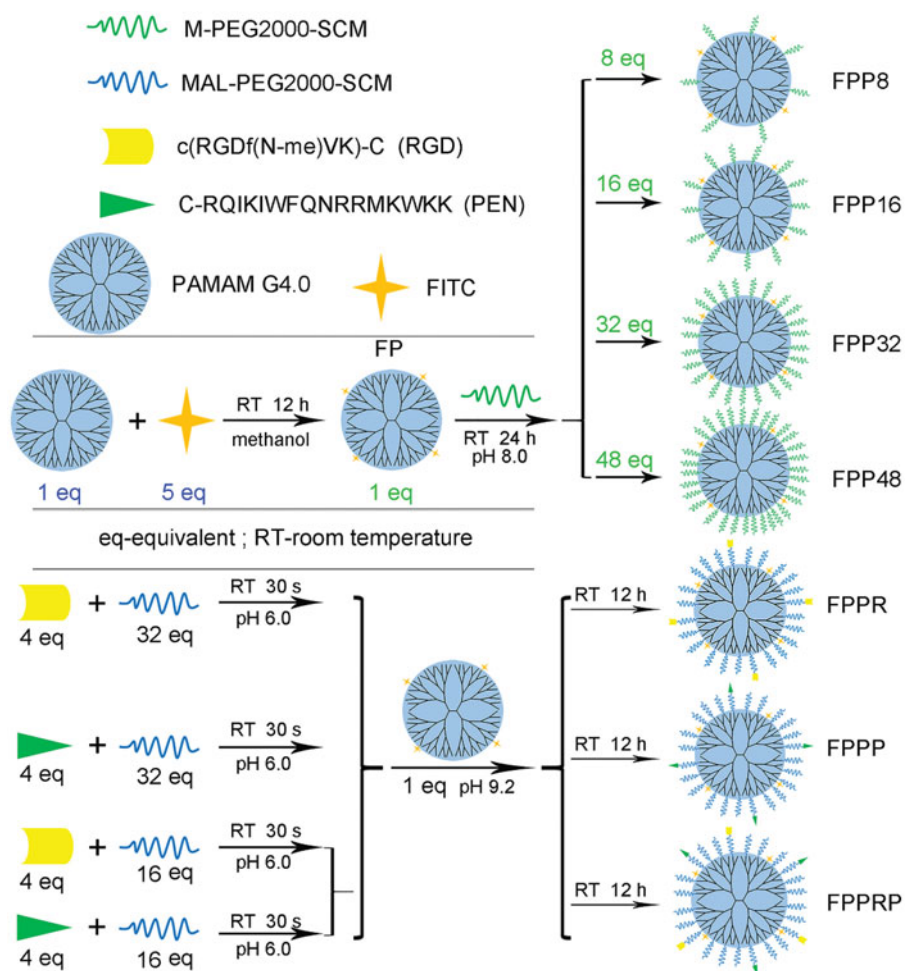 M-PEG2000-SCM
MAL-PEG2000-SCM
c(RGDf(N-me)VK)-C (RGD)
C-RQIKIWFQNRRMKWKK (PEN)
PAMAM G4.0
FITC
FP
+
RT 12 h
methanol
RT 24 h
pH 8.0
1 eq
5 eq
1 eq
8 eq
FPP8
16 eq
FPP16
32 eq
FPP32
48 eq
FPP48
eq-equivalent ; RT-room temperature
4 eq
+
32 eq
RT 30 s
pH 6.0
4 eq
+
32 eq
RT 30 s
pH 6.0
4 eq
+
16 eq
RT 30 s
pH 6.0
4 eq
+
16 eq
RT 30 s
pH 6.0
1 eq pH 9.2
RT 12 h
FPPR
RT 12 h
FPPP
RT 12 h
FPPRP